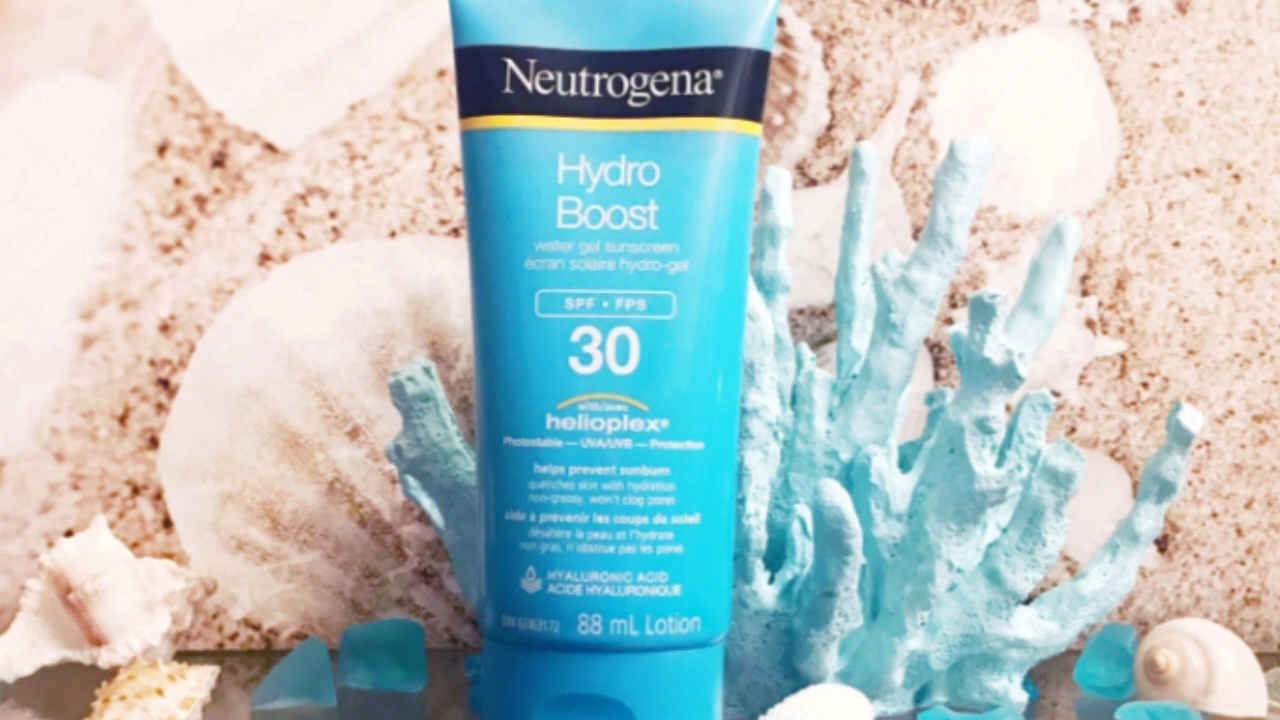 Neutrogena®
Hydro
Boost
water gel sunscreen
écran solaire hydro-gel
SPF • FPS
30
with/avec
helioplex®
Photostable — UVA/UVB — Protection
helps prevent sunburn
quenches skin with hydration
non-greasy, won't clog pores
aide à prévenir les coups de soleil
désaltère la peau et l'hydrate
non gras, n'obstrue pas les pores
HYALURONIC ACID
ACIDE HYALURONIQUE
88 mL Lotion